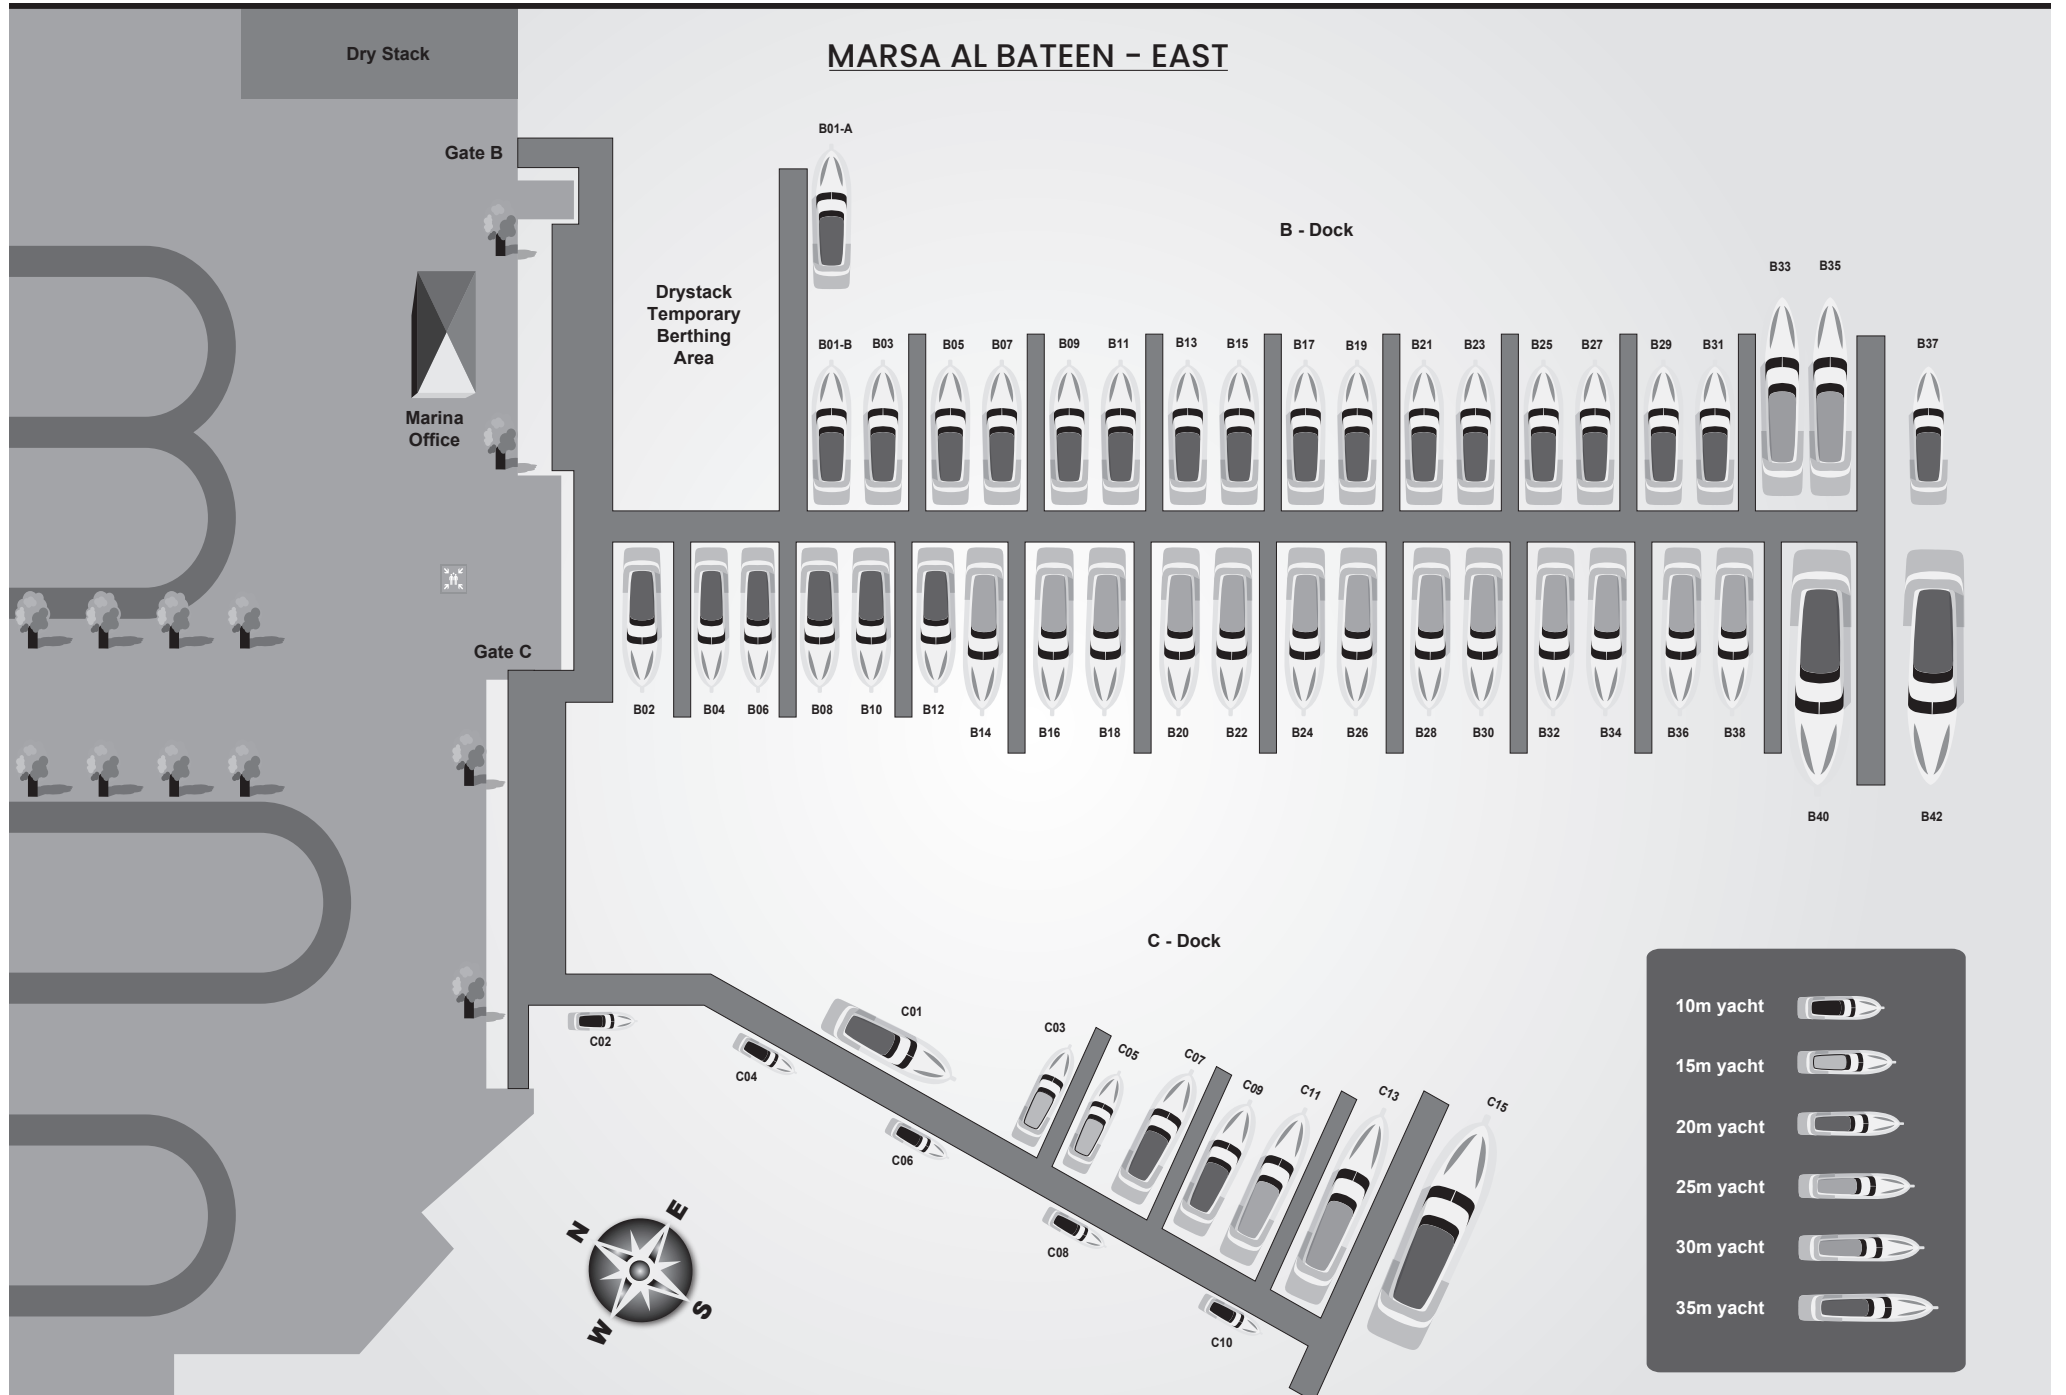 Dry Stack
MARSA AL BATEEN – EAST
B01-A
Gate B
B - Dock
B33 B35
Drystack
Temporary
Berthing
Area
B01-B B03 B05 B07 B09 B11 B13 B15 B17 B19 B21 B23 B25 B27 B29 B31 B37
Marina
Office
Gate C
B02 B04 B06 B08 B10 B12
B14 B16 B18 B20 B22 B24 B26 B28 B30 B32 B34 B36 B38
B40 B42
C - Dock
C01
C02
C03
C04
C05
C07
C09
C11
C13
C15
C06
C08
C10
N
E
W
S
10m yacht
15m yacht
20m yacht
25m yacht
30m yacht
35m yacht